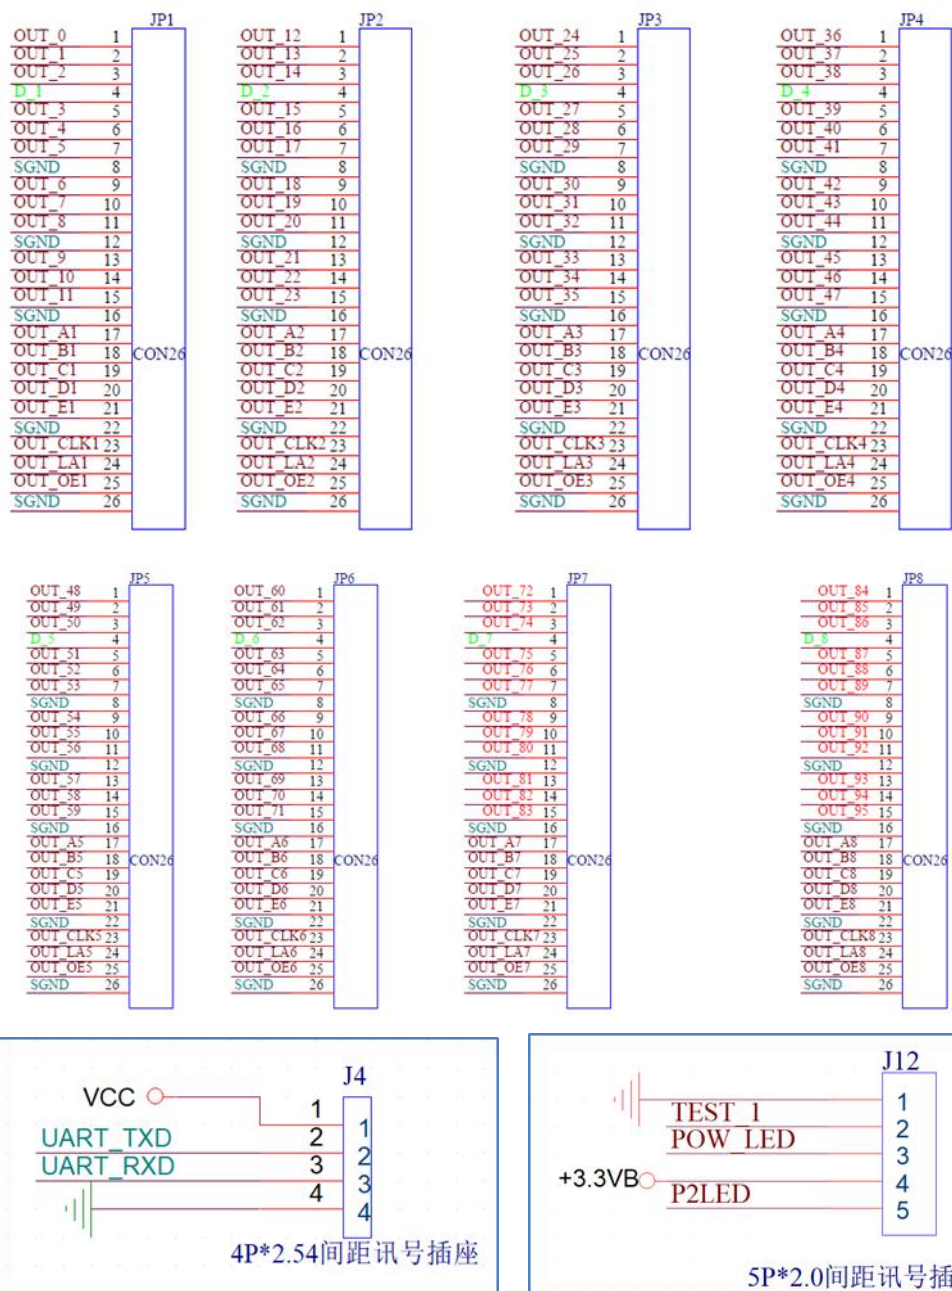 JP1 JP2 JP3 JP4
OUT_0 1 OUT_12 1 OUT_24 1 OUT_36 1
OUT_1 2 OUT_13 2 OUT_25 2 OUT_37 2
OUT_2 3 OUT_14 3 OUT_26 3 OUT_38 3
D_1 4 D_2 4 D_3 4 D_4 4
OUT_3 5 OUT_15 5 OUT_27 5 OUT_39 5
OUT_4 6 OUT_16 6 OUT_28 6 OUT_40 6
OUT_5 7 OUT_17 7 OUT_29 7 OUT_41 7
SGND 8 SGND 8 SGND 8 SGND 8
OUT_6 9 OUT_18 9 OUT_30 9 OUT_42 9
OUT_7 10 OUT_19 10 OUT_31 10 OUT_43 10
OUT_8 11 OUT_20 11 OUT_32 11 OUT_44 11
SGND 12 SGND 12 SGND 12 SGND 12
OUT_9 13 OUT_21 13 OUT_33 13 OUT_45 13
OUT_10 14 OUT_22 14 OUT_34 14 OUT_46 14
OUT_11 15 OUT_23 15 OUT_35 15 OUT_47 15
SGND 16 SGND 16 SGND 16 SGND 16
OUT_A1 17 OUT_A2 17 OUT_A3 17 OUT_A4 17
OUT_B1 18 CON26 OUT_B2 18 CON26 OUT_B3 18 CON26 OUT_B4 18 CON26
OUT_C1 19 OUT_C2 19 OUT_C3 19 OUT_C4 19
OUT_D1 20 OUT_D2 20 OUT_D3 20 OUT_D4 20
OUT_E1 21 OUT_E2 21 OUT_E3 21 OUT_E4 21
SGND 22 SGND 22 SGND 22 SGND 22
OUT_CLK1 23 OUT_CLK2 23 OUT_CLK3 23 OUT_CLK4 23
OUT_LA1 24 OUT_LA2 24 OUT_LA3 24 OUT_LA4 24
OUT_OE1 25 OUT_OE2 25 OUT_OE3 25 OUT_OE4 25
SGND 26 SGND 26 SGND 26 SGND 26
JP5 JP6 JP7 JP8
OUT_48 1 OUT_60 1 OUT_72 1 OUT_84 1
OUT_49 2 OUT_61 2 OUT_73 2 OUT_85 2
OUT_50 3 OUT_62 3 OUT_74 3 OUT_86 3
D_5 4 D_6 4 D_7 4 D_8 4
OUT_51 5 OUT_63 5 OUT_75 5 OUT_87 5
OUT_52 6 OUT_64 6 OUT_76 6 OUT_88 6
OUT_53 7 OUT_65 7 OUT_77 7 OUT_89 7
SGND 8 SGND 8 SGND 8 SGND 8
OUT_54 9 OUT_66 9 OUT_78 9 OUT_90 9
OUT_55 10 OUT_67 10 OUT_79 10 OUT_91 10
OUT_56 11 OUT_68 11 OUT_80 11 OUT_92 11
SGND 12 SGND 12 SGND 12 SGND 12
OUT_57 13 OUT_69 13 OUT_81 13 OUT_93 13
OUT_58 14 OUT_70 14 OUT_82 14 OUT_94 14
OUT_59 15 OUT_71 15 OUT_83 15 OUT_95 15
SGND 16 SGND 16 SGND 16 SGND 16
OUT_A5 17 OUT_A6 17 OUT_A7 17 OUT_A8 17
OUT_B5 18 CON26 OUT_B6 18 CON26 OUT_B7 18 CON26 OUT_B8 18 CON26
OUT_C5 19 OUT_C6 19 OUT_C7 19 OUT_C8 19
OUT_D5 20 OUT_D6 20 OUT_D7 20 OUT_D8 20
OUT_E5 21 OUT_E6 21 OUT_E7 21 OUT_E8 21
SGND 22 SGND 22 SGND 22 SGND 22
OUT_CLK5 23 OUT_CLK6 23 OUT_CLK7 23 OUT_CLK8 23
OUT_LA5 24 OUT_LA6 24 OUT_LA7 24 OUT_LA8 24
OUT_OE5 25 OUT_OE6 25 OUT_OE7 25 OUT_OE8 25
SGND 26 SGND 26 SGND 26 SGND 26
J4
VCC 1 1
UART_TXD 2 2
UART_RXD 3 3
4 4
4P*2.54间距讯号插座
J12
1
TEST_1 2
POW_LED 3
+3.3VB 4
P2LED 5
5P*2.0间距讯号插